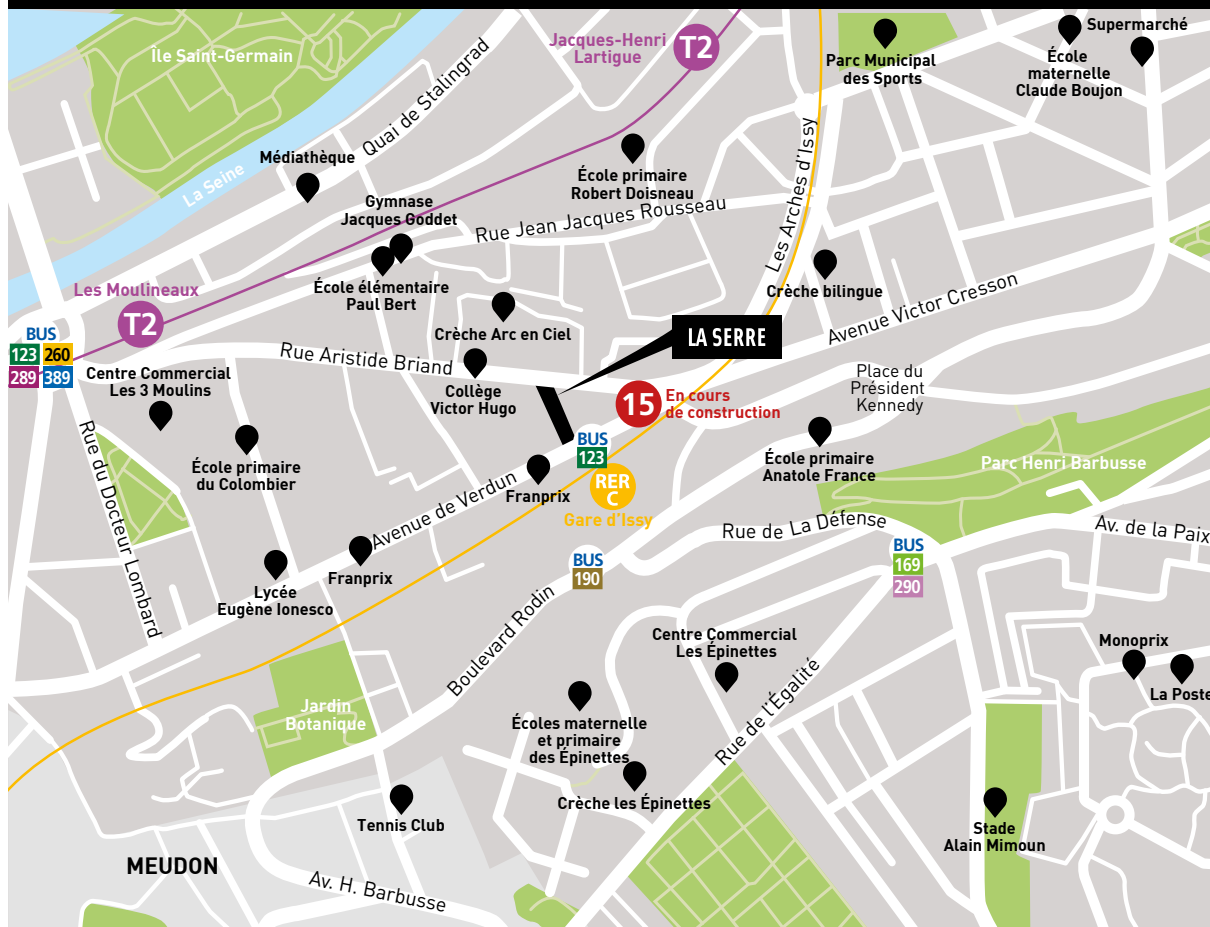 Île Saint-Germain
Quai de Stalingrad
Jacques-Henri
Lartigue
T2
Parc Municipal
des Sports
Supermarché
École
maternelle
Claude Boujon
Médiathèque
La Seine
École primaire
Robert Doisneau
Les Arches d'Issy
Gymnase
Jacques Goddet
Rue Jean Jacques Rousseau
École élémentaire
Paul Bert
Crèche bilingue
Les Moulineaux
T2
Crèche Arc en Ciel
Avenue Victor Cresson
LA SERRE
BUS
123
260
289
389
Rue Aristide Briand
Centre Commercial
Les 3 Moulins
Collège
Victor Hugo
15
En cours
de construction
Place du
Président
Kennedy
Rue du Docteur Lombard
École primaire
du Colombier
BUS
123
École primaire
Anatole France
Parc Henri Barbusse
Avenue de Verdun
Franprix
RER
C
Gare d'Issy
Rue de La Défense
Av. de la Paix
BUS
169
290
BUS
190
Franprix
Lycée
Eugène Ionesco
Boulevard Rodin
Centre Commercial
Les Épinettes
Rue de l'Égalité
Monoprix
La Poste
Jardin
Botanique
Écoles maternelle
et primaire
des Épinettes
Crèche les Épinettes
Tennis Club
Stade
Alain Mimoun
MEUDON
Av. H. Barbusse